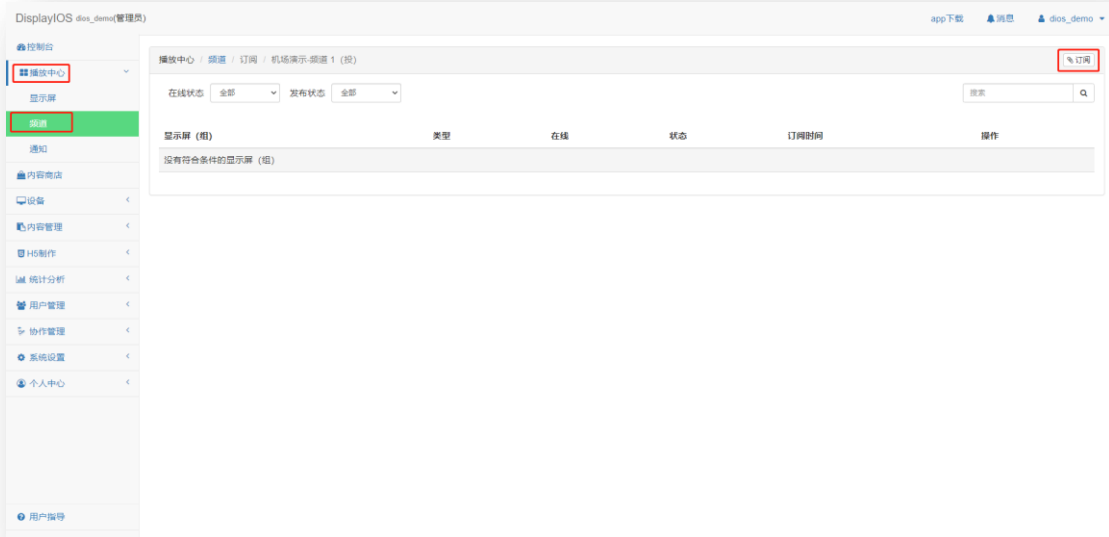 DisplayIOS dios_demo(管理员)
app下载 消息 dios_demo
控制台
播放中心
显示屏
频道
通知
内容商店
设备
内容管理
H5制作
统计分析
用户管理
协作管理
系统设置
个人中心
用户指导
播放中心 / 频道 / 订阅 / 机场演示-频道 1 (投)
订阅
在线状态 全部 发布状态 全部 搜索
显示屏 (组) 类型 在线 状态 订阅时间 操作
没有符合条件的显示屏 (组)